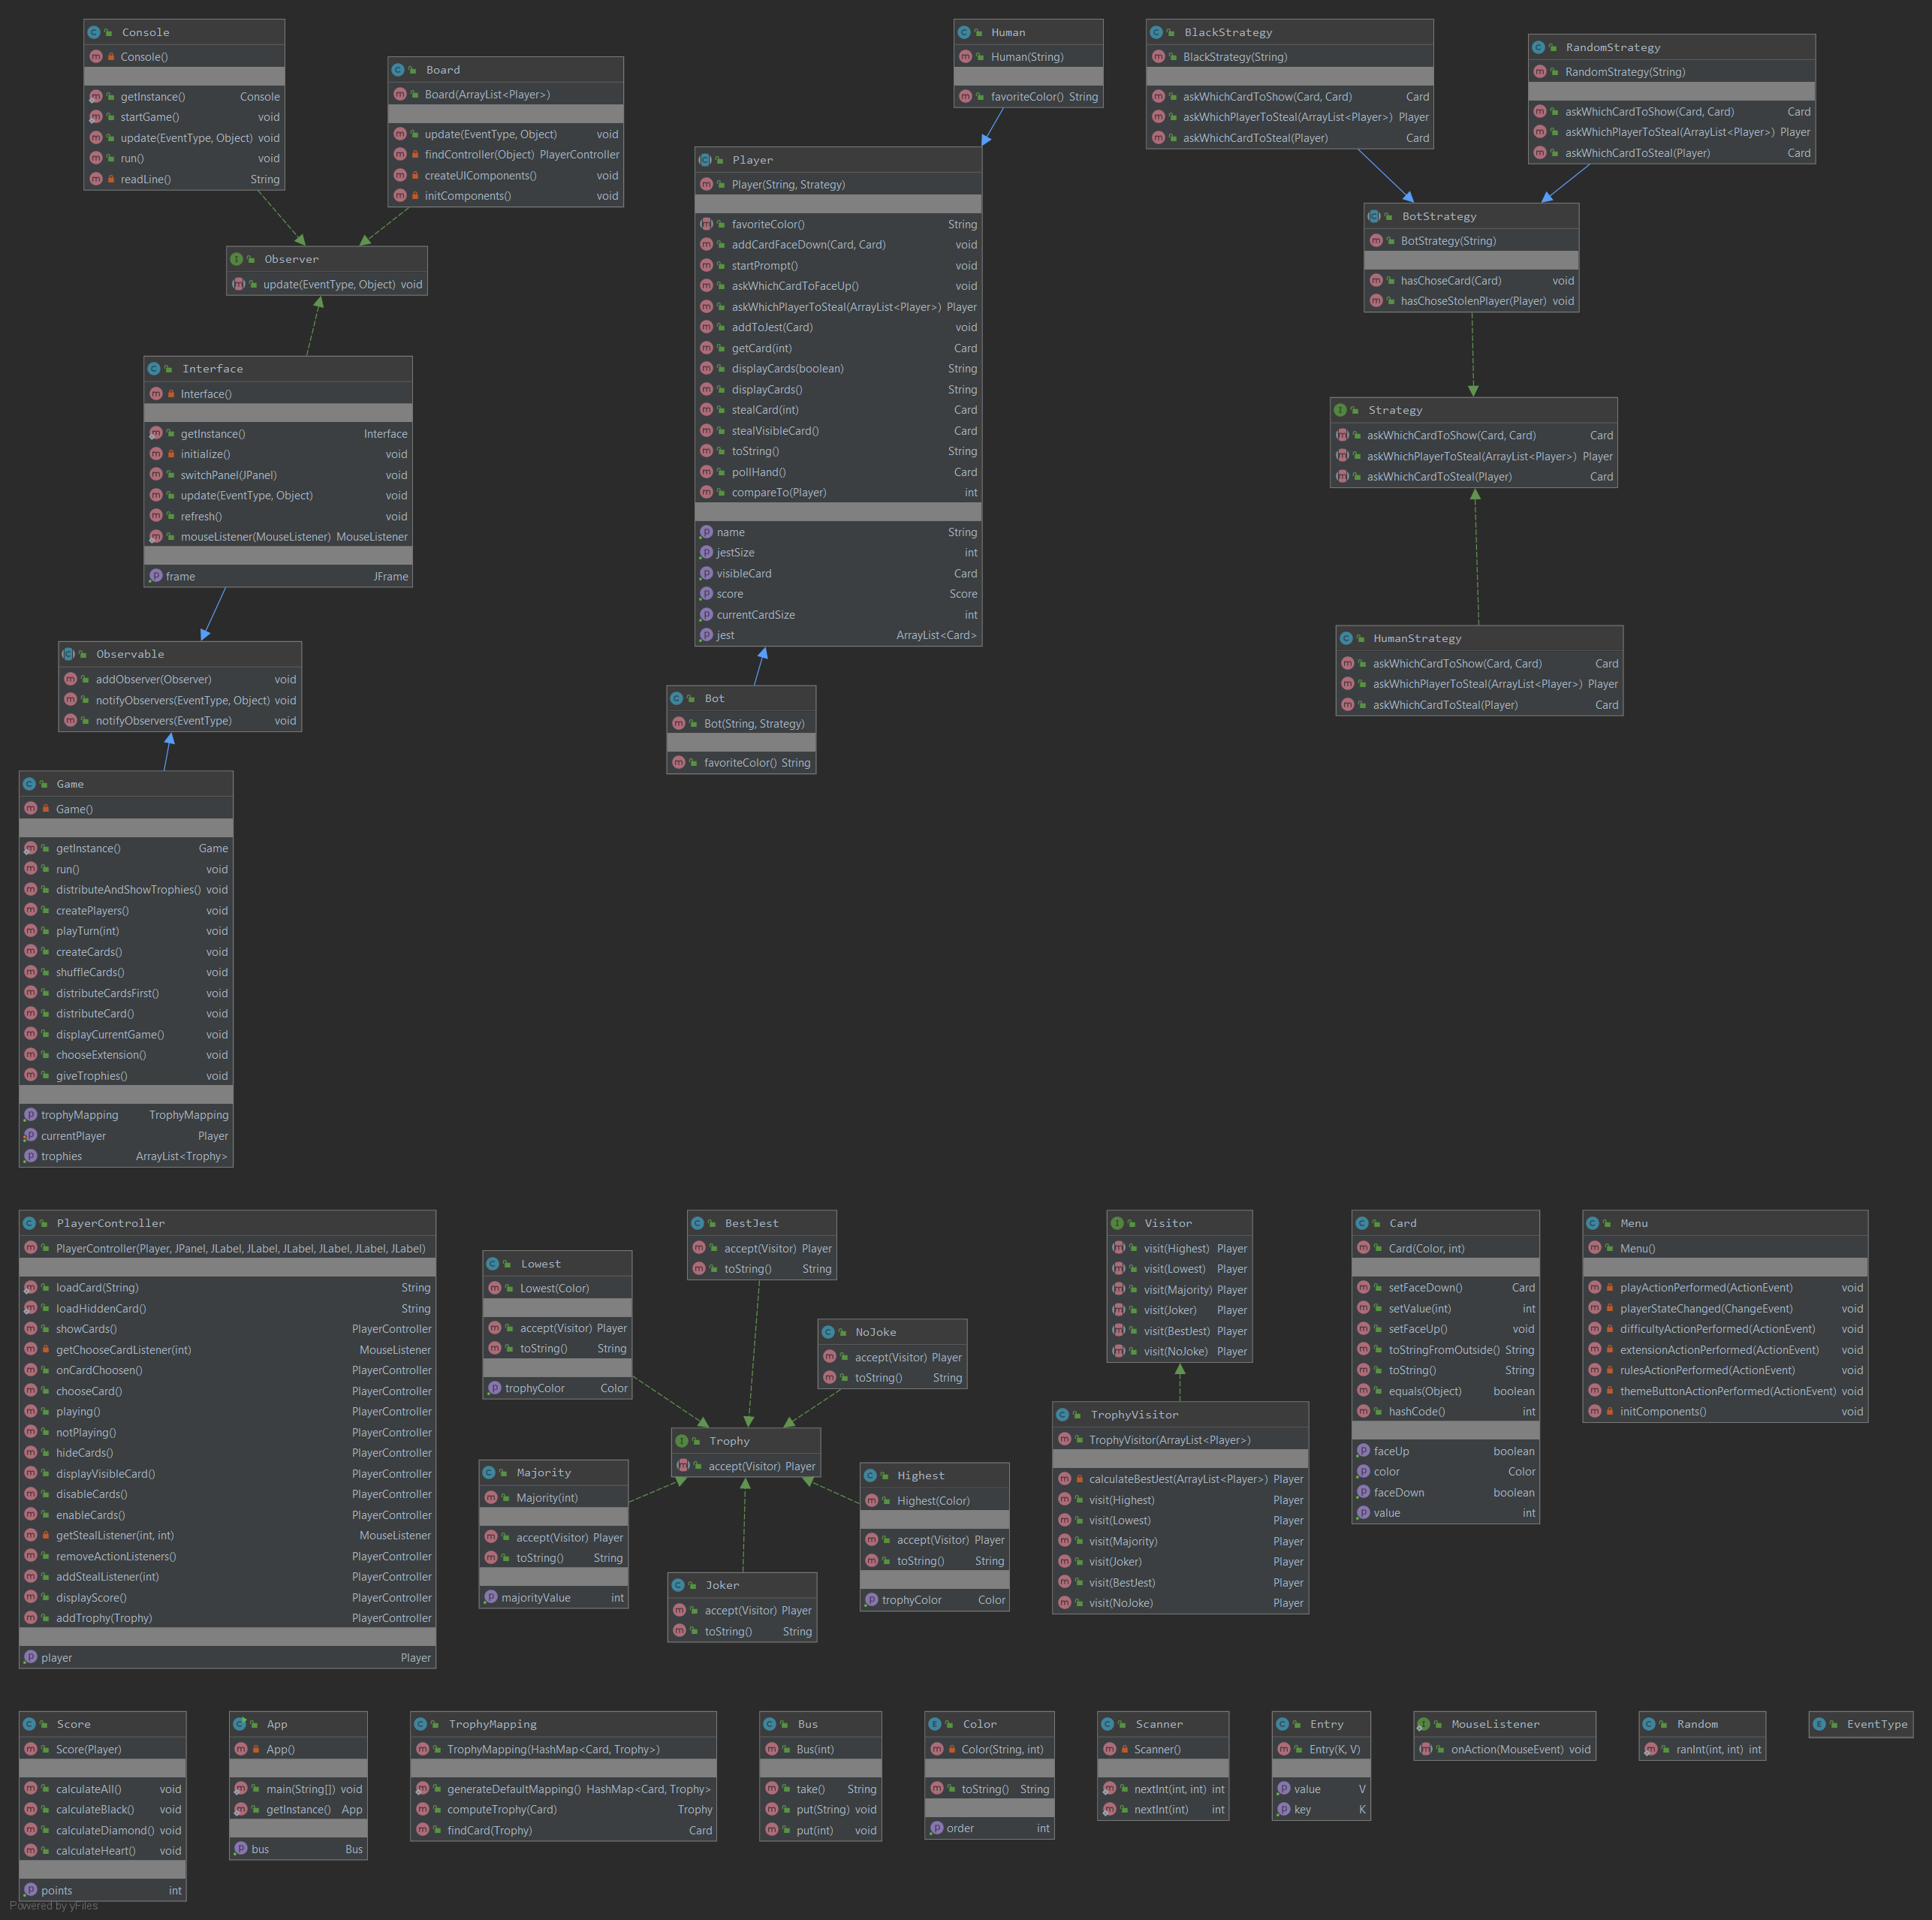 Console
Console()
getInstance() Console
startGame() void
update(EventType, Object) void
run() void
readLine() String
Board
Board(ArrayList<Player>)
update(EventType, Object) void
findController(Object) PlayerController
createUIComponents() void
initComponents() void
Observer
update(EventType, Object) void
Interface
Interface()
getInstance() Interface
initialize() void
switchPanel(JPanel) void
update(EventType, Object) void
refresh() void
mouseListener(MouseListener) MouseListener
frame JFrame
Observable
addObserver(Observer) void
notifyObservers(EventType, Object) void
notifyObservers(EventType) void
Game
Game()
getInstance() Game
run() void
distributeAndShowTrophies() void
createPlayers() void
playTurn(int) void
createCards() void
shuffleCards() void
distributeCardsFirst() void
distributeCard() void
displayCurrentGame() void
chooseExtension() void
giveTrophies() void
trophyMapping TrophyMapping
currentPlayer Player
trophies ArrayList<Trophy>
Human
Human(String)
favoriteColor() String
Player
Player(String, Strategy)
favoriteColor() String
addCardFaceDown(Card, Card) void
startPrompt() void
askWhichCardToFaceUp() void
askWhichPlayerToSteal(ArrayList<Player>) Player
addToJest(Card) void
getCard(int) Card
displayCards(boolean) String
displayCards() String
stealCard(int) Card
stealVisibleCard() Card
toString() String
pollHand() Card
compareTo(Player) int
name String
jestSize int
visibleCard Card
score Score
currentCardSize int
jest ArrayList<Card>
Bot
Bot(String, Strategy)
favoriteColor() String
BlackStrategy
BlackStrategy(String)
askWhichCardToShow(Card, Card) Card
askWhichPlayerToSteal(ArrayList<Player>) Player
askWhichCardToSteal(Player) Card
RandomStrategy
RandomStrategy(String)
askWhichCardToShow(Card, Card) Card
askWhichPlayerToSteal(ArrayList<Player>) Player
askWhichCardToSteal(Player) Card
BotStrategy
BotStrategy(String)
hasChoseCard(Card) void
hasChoseStolenPlayer(Player) void
Strategy
askWhichCardToShow(Card, Card) Card
askWhichPlayerToSteal(ArrayList<Player>) Player
askWhichCardToSteal(Player) Card
HumanStrategy
askWhichCardToShow(Card, Card) Card
askWhichPlayerToSteal(ArrayList<Player>) Player
askWhichCardToSteal(Player) Card
PlayerController
PlayerController(Player, JPanel, JLabel, JLabel, JLabel, JLabel, JLabel, JLabel)
loadCard(String) String
loadHiddenCard() String
showCards() PlayerController
getChooseCardListener(int) MouseListener
onCardChoosen() PlayerController
chooseCard() PlayerController
playing() PlayerController
notPlaying() PlayerController
hideCards() PlayerController
displayVisibleCard() PlayerController
disableCards() PlayerController
enableCards() PlayerController
getStealListener(int, int) MouseListener
removeActionListeners() PlayerController
addStealListener(int) PlayerController
displayScore() PlayerController
addTrophy(Trophy) PlayerController
player Player
Lowest
Lowest(Color)
accept(Visitor) Player
toString() String
trophyColor Color
BestJest
accept(Visitor) Player
toString() String
NoJoke
accept(Visitor) Player
toString() String
Trophy
accept(Visitor) Player
Majority
Majority(int)
accept(Visitor) Player
toString() String
majorityValue int
Joker
accept(Visitor) Player
toString() String
Highest
Highest(Color)
accept(Visitor) Player
toString() String
trophyColor Color
Visitor
visit(Highest) Player
visit(Lowest) Player
visit(Majority) Player
visit(Joker) Player
visit(BestJest) Player
visit(NoJoke) Player
TrophyVisitor
TrophyVisitor(ArrayList<Player>)
calculateBestJest(ArrayList<Player>) Player
visit(Highest) Player
visit(Lowest) Player
visit(Majority) Player
visit(Joker) Player
visit(BestJest) Player
visit(NoJoke) Player
Card
Card(Color, int)
setFaceDown() Card
setValue(int) int
setFaceUp() void
toStringFromOutside() String
toString() String
equals(Object) boolean
hashCode() int
faceUp boolean
color Color
faceDown boolean
value int
Menu
Menu()
playActionPerformed(ActionEvent) void
playerStateChanged(ChangeEvent) void
difficultyActionPerformed(ActionEvent) void
extensionActionPerformed(ActionEvent) void
rulesActionPerformed(ActionEvent) void
themeButtonActionPerformed(ActionEvent) void
initComponents() void
Score
Score(Player)
calculateAll() void
calculateBlack() void
calculateDiamond() void
calculateHeart() void
points int
App
App()
main(String[]) void
getInstance() App
bus Bus
TrophyMapping
TrophyMapping(HashMap<Card, Trophy>)
generateDefaultMapping() HashMap<Card, Trophy>
computeTrophy(Card) Trophy
findCard(Trophy) Card
Bus
Bus(int)
take() String
put(String) void
put(int) void
Color
Color(String, int)
toString() String
order int
Scanner
Scanner()
nextInt(int, int) int
nextInt(int) int
Entry
Entry(K, V)
value V
key K
MouseListener
onAction(MouseEvent) void
Random
ranInt(int, int) int
EventType
Powered by yFiles